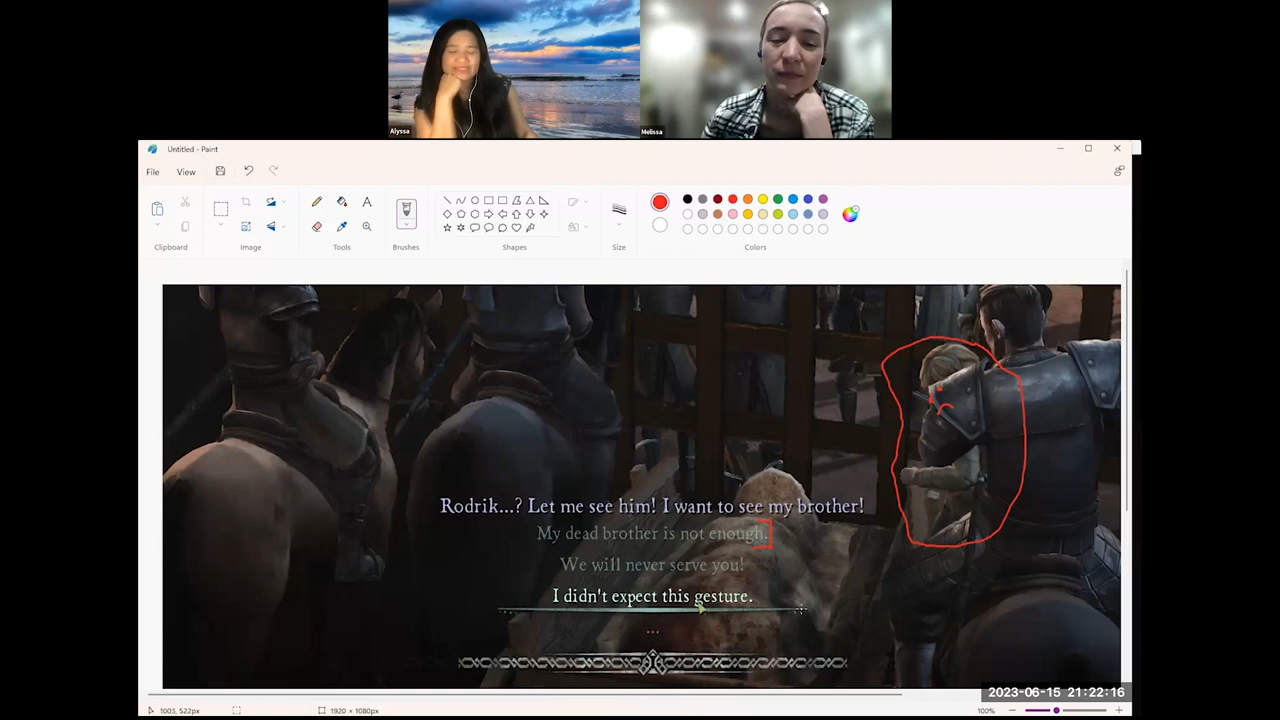 Alyssa
Melissa
Untitled - Paint
File
View
Clipboard
Image
Tools
Brushes
Shapes
Size
Colors
Rodrik...? Let me see him! I want to see my brother!
My dead brother is not enough.
We will never serve you!
I didn't expect this gesture.
...
2023-06-15 21:22:16
1003, 522px
1920 × 1080px
100%